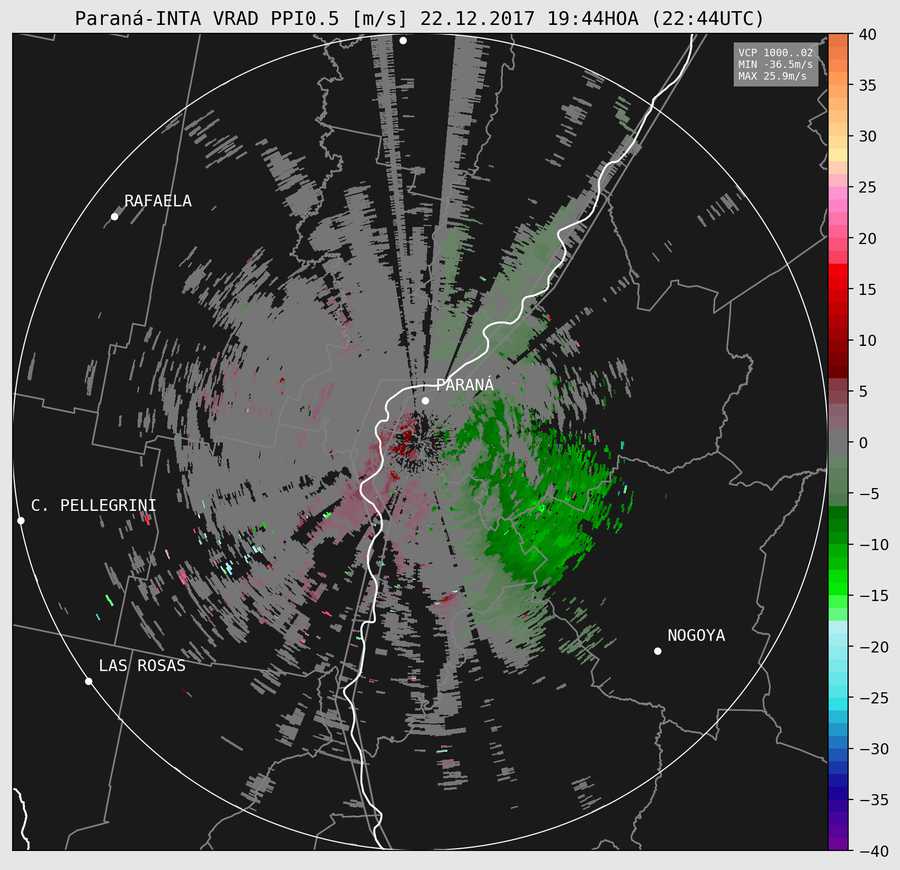 Paraná-INTA VRAD PPI0.5 [m/s] 22.12.2017 19:44HOA (22:44UTC)
VCP 1000..02
MIN -36.5m/s
MAX 25.9m/s
RAFAELA
PARANÁ
C. PELLEGRINI
NOGOYA
LAS ROSAS
40
35
30
25
20
15
10
5
0
−5
−10
−15
−20
−25
−30
−35
−40